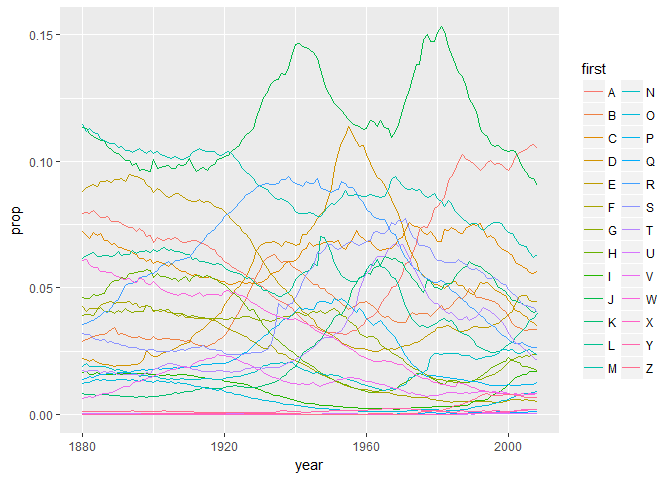 0.15
0.10
0.05
0.00
prop
1880
1920
1960
2000
year
first
A N
B O
C P
D Q
E R
F S
G T
H U
I V
J W
K X
L Y
M Z